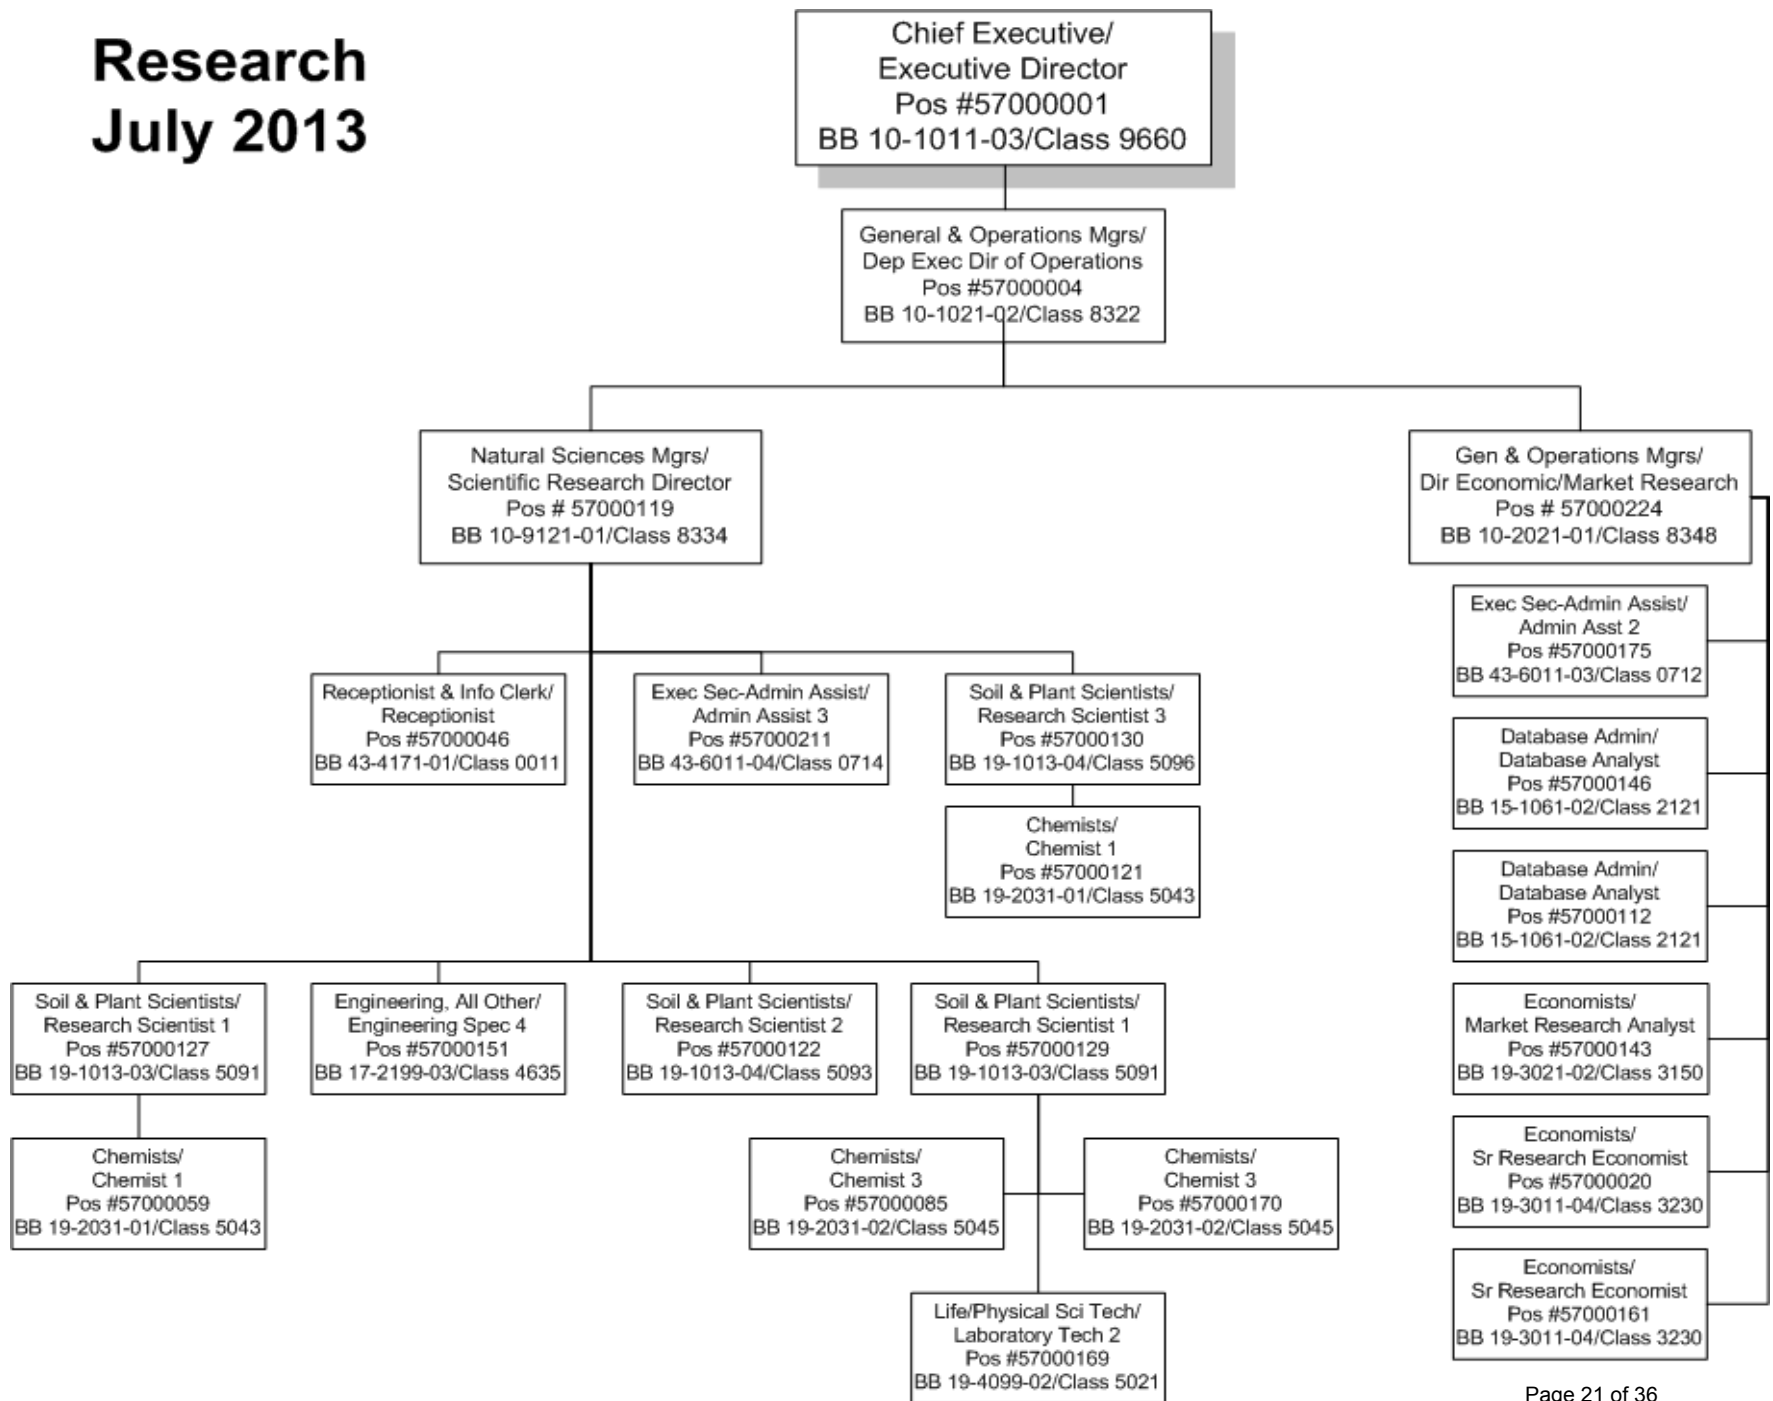 Research
July 2013
Chief Executive/
Executive Director
Pos #57000001
BB 10-1011-03/Class 9660
General & Operations Mgrs/
Dep Exec Dir of Operations
Pos #57000004
BB 10-1021-02/Class 8322
Natural Sciences Mgrs/
Scientific Research Director
Pos # 57000119
BB 10-9121-01/Class 8334
Gen & Operations Mgrs/
Dir Economic/Market Research
Pos # 57000224
BB 10-2021-01/Class 8348
Receptionist & Info Clerk/
Receptionist
Pos #57000046
BB 43-4171-01/Class 0011
Exec Sec-Admin Assist/
Admin Assist 3
Pos #57000211
BB 43-6011-04/Class 0714
Soil & Plant Scientists/
Research Scientist 3
Pos #57000130
BB 19-1013-04/Class 5096
Chemists/
Chemist 1
Pos #57000121
BB 19-2031-01/Class 5043
Soil & Plant Scientists/
Research Scientist 1
Pos #57000127
BB 19-1013-03/Class 5091
Engineering, All Other/
Engineering Spec 4
Pos #57000151
BB 17-2199-03/Class 4635
Soil & Plant Scientists/
Research Scientist 2
Pos #57000122
BB 19-1013-04/Class 5093
Soil & Plant Scientists/
Research Scientist 1
Pos #57000129
BB 19-1013-03/Class 5091
Chemists/
Chemist 1
Pos #57000059
BB 19-2031-01/Class 5043
Chemists/
Chemist 3
Pos #57000085
BB 19-2031-02/Class 5045
Chemists/
Chemist 3
Pos #57000170
BB 19-2031-02/Class 5045
Life/Physical Sci Tech/
Laboratory Tech 2
Pos #57000169
BB 19-4099-02/Class 5021
Exec Sec-Admin Assist/
Admin Asst 2
Pos #57000175
BB 43-6011-03/Class 0712
Database Admin/
Database Analyst
Pos #57000146
BB 15-1061-02/Class 2121
Database Admin/
Database Analyst
Pos #57000112
BB 15-1061-02/Class 2121
Economists/
Market Research Analyst
Pos #57000143
BB 19-3021-02/Class 3150
Economists/
Sr Research Economist
Pos #57000020
BB 19-3011-04/Class 3230
Economists/
Sr Research Economist
Pos #57000161
BB 19-3011-04/Class 3230
Page 21 of 36